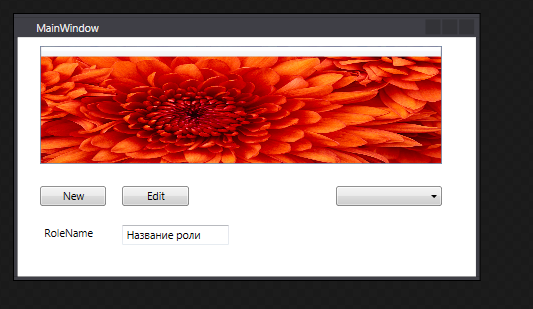 MainWindow
New
Edit
RoleName
Название роли